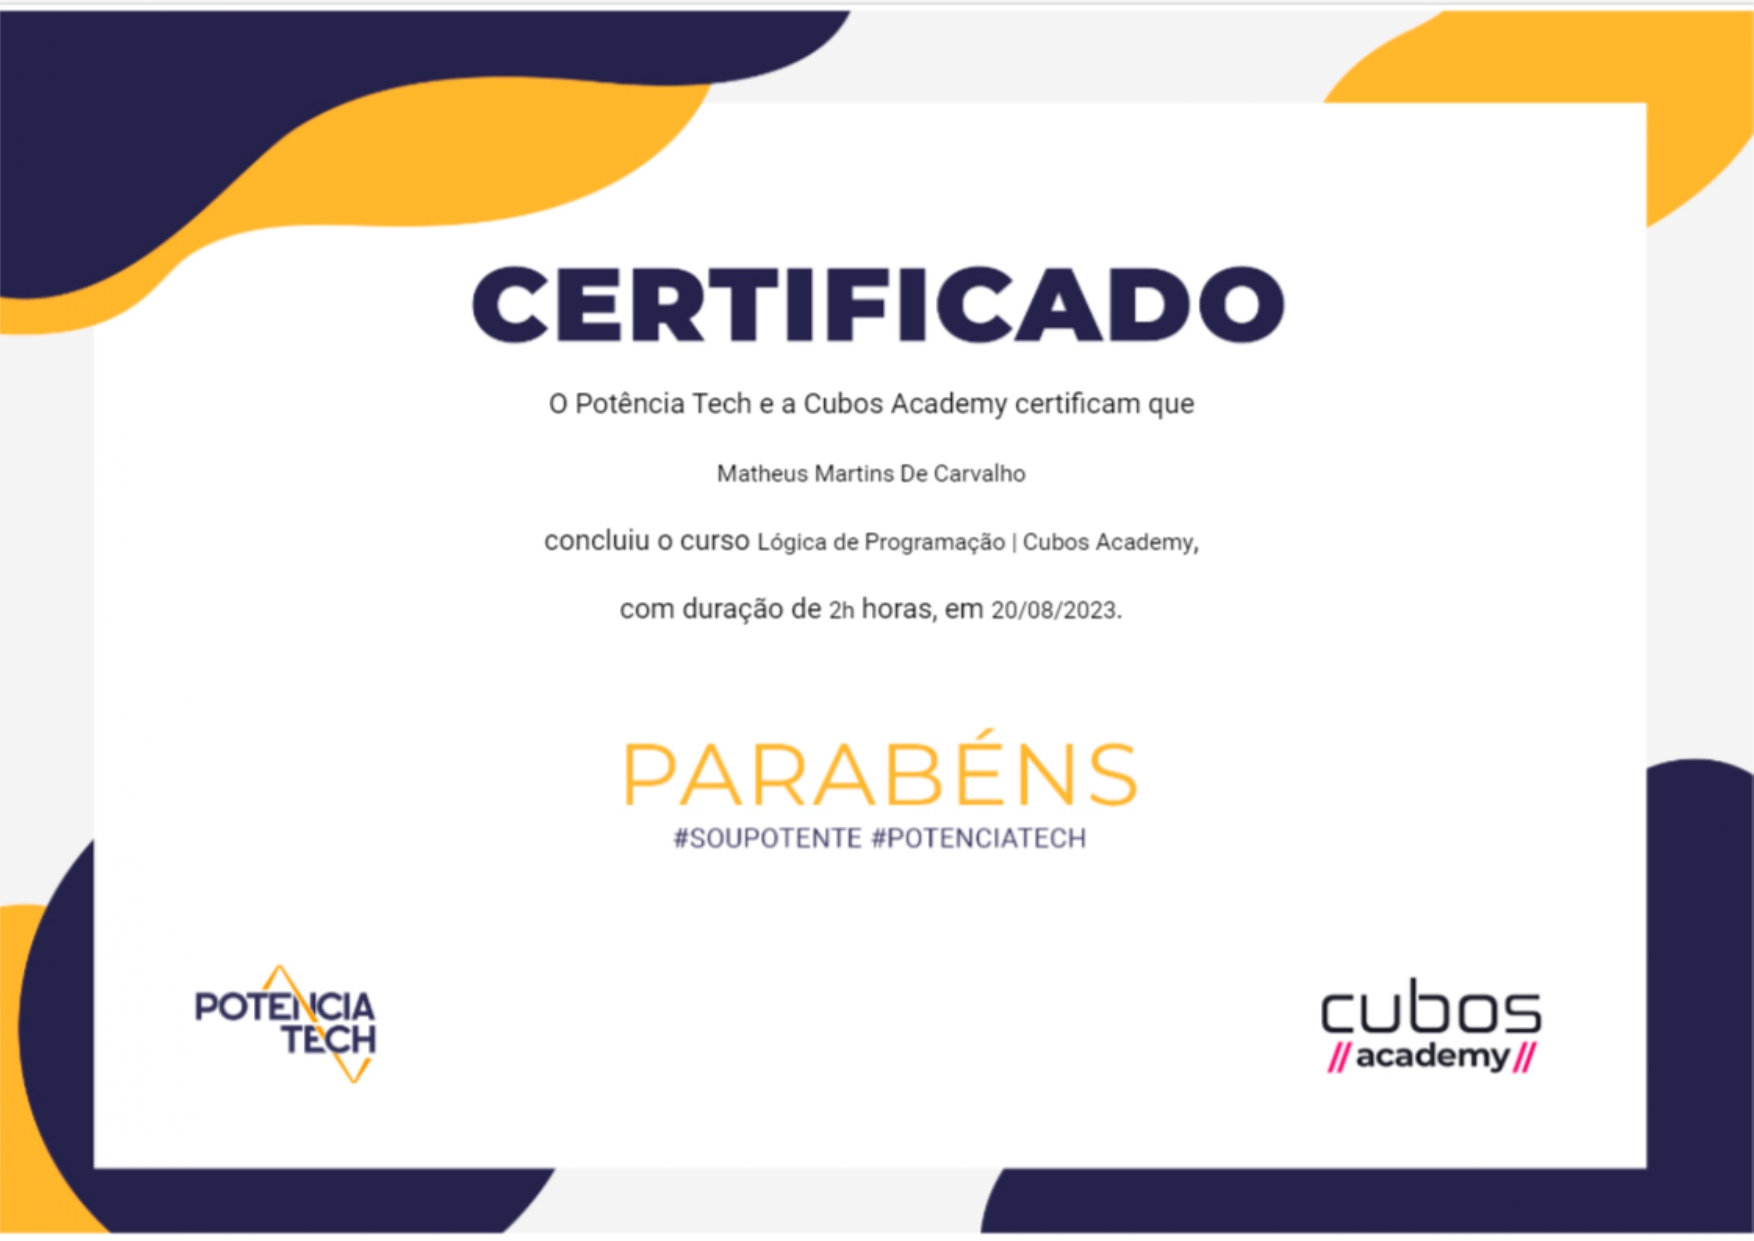 CERTIFICADO
O Potência Tech e a Cubos Academy certificam que
Matheus Martins De Carvalho
concluiu o curso Lógica de Programação | Cubos Academy,
com duração de 2h horas, em 20/08/2023.
PARABÉNS
#SOUPOTENTE #POTENCIATECH
POTENCIA
TECH
cubos
//academy//